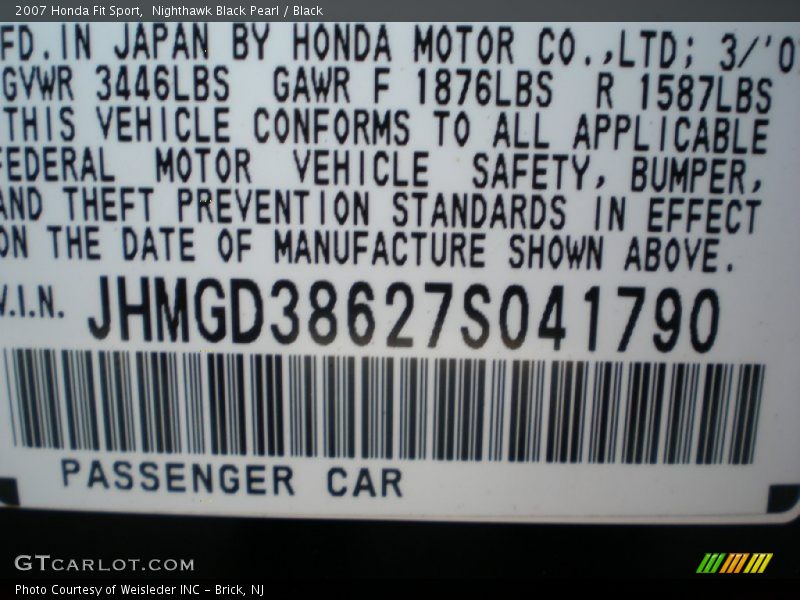 2007 Honda Fit Sport,  Nighthawk Black Pearl / Black
FD.IN JAPAN BY HONDA MOTOR CO.,LTD; 3/'0
GVWR 3446LBS GAWR F 1876LBS R 1587LBS
THIS VEHICLE CONFORMS TO ALL APPLICABLE
FEDERAL MOTOR VEHICLE SAFETY, BUMPER,
AND THEFT PREVENTION STANDARDS IN EFFECT
ON THE DATE OF MANUFACTURE SHOWN ABOVE.
V.I.N. JHMGD38627S041790
PASSENGER CAR
GTCARLOT.COM
Photo Courtesy of Weisleder INC – Brick, NJ